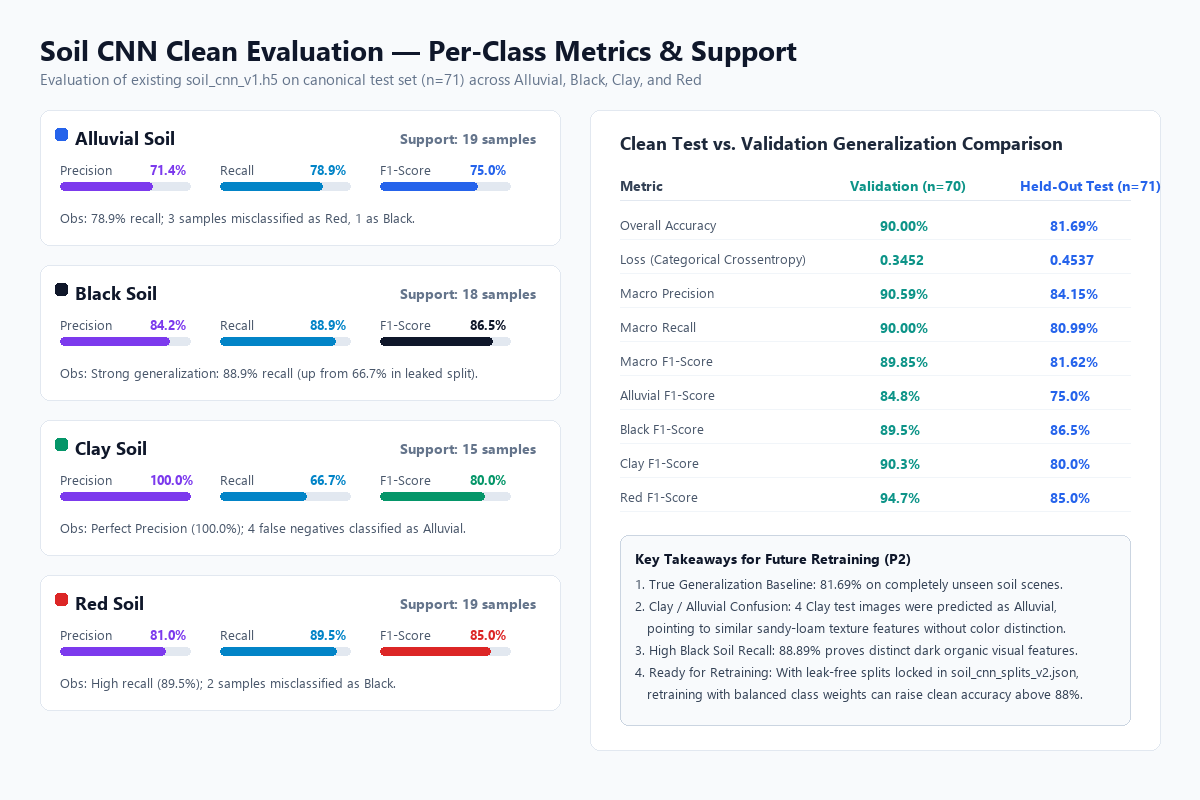 Soil CNN Clean Evaluation — Per-Class Metrics & Support
Evaluation of existing soil_cnn_v1.h5 on canonical test set (n=71) across Alluvial, Black, Clay, and Red
Alluvial Soil
Support: 19 samples
Precision 71.4% Recall 78.9% F1-Score 75.0%
Obs: 78.9% recall; 3 samples misclassified as Red, 1 as Black.
Black Soil
Support: 18 samples
Precision 84.2% Recall 88.9% F1-Score 86.5%
Obs: Strong generalization: 88.9% recall (up from 66.7% in leaked split).
Clay Soil
Support: 15 samples
Precision 100.0% Recall 66.7% F1-Score 80.0%
Obs: Perfect Precision (100.0%); 4 false negatives classified as Alluvial.
Red Soil
Support: 19 samples
Precision 81.0% Recall 89.5% F1-Score 85.0%
Obs: High recall (89.5%); 2 samples misclassified as Black.
Clean Test vs. Validation Generalization Comparison
Metric Validation (n=70) Held-Out Test (n=71)
Overall Accuracy 90.00% 81.69%
Loss (Categorical Crossentropy) 0.3452 0.4537
Macro Precision 90.59% 84.15%
Macro Recall 90.00% 80.99%
Macro F1-Score 89.85% 81.62%
Alluvial F1-Score 84.8% 75.0%
Black F1-Score 89.5% 86.5%
Clay F1-Score 90.3% 80.0%
Red F1-Score 94.7% 85.0%
Key Takeaways for Future Retraining (P2)
1. True Generalization Baseline: 81.69% on completely unseen soil scenes.
2. Clay / Alluvial Confusion: 4 Clay test images were predicted as Alluvial,
pointing to similar sandy-loam texture features without color distinction.
3. High Black Soil Recall: 88.89% proves distinct dark organic visual features.
4. Ready for Retraining: With leak-free splits locked in soil_cnn_splits_v2.json,
retraining with balanced class weights can raise clean accuracy above 88%.